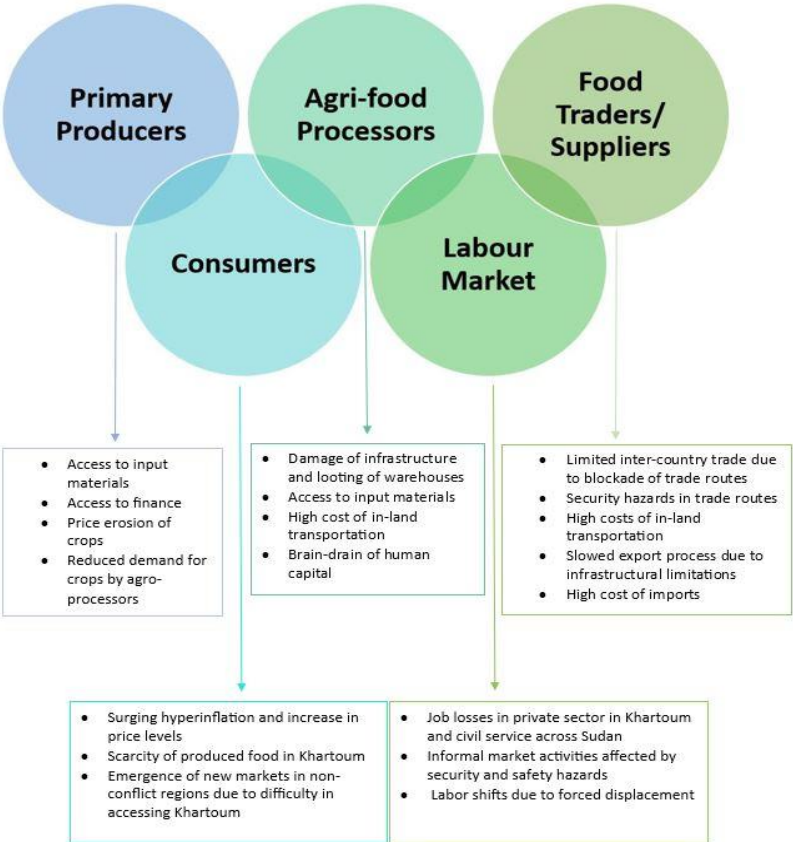 Primary
Producers
Agri-food
Processors
Food
Traders/
Suppliers
Consumers
Labour
Market
• Access to input
materials
• Access to finance
• Price erosion of
crops
• Reduced demand for
crops by agro-
processors
• Damage of infrastructure
and looting of warehouses
• Access to input materials
• High cost of in-land
transportation
• Brain-drain of human
capital
• Limited inter-country trade due
to blockade of trade routes
• Security hazards in trade routes
• High costs of in-land
transportation
• Slowed export process due to
infrastructural limitations
• High cost of imports
• Surging hyperinflation and increase in
price levels
• Scarcity of produced food in Khartoum
• Emergence of new markets in non-
conflict regions due to difficulty in
accessing Khartoum
• Job losses in private sector in Khartoum
and civil service across Sudan
• Informal market activities affected by
security and safety hazards
• Labor shifts due to forced displacement